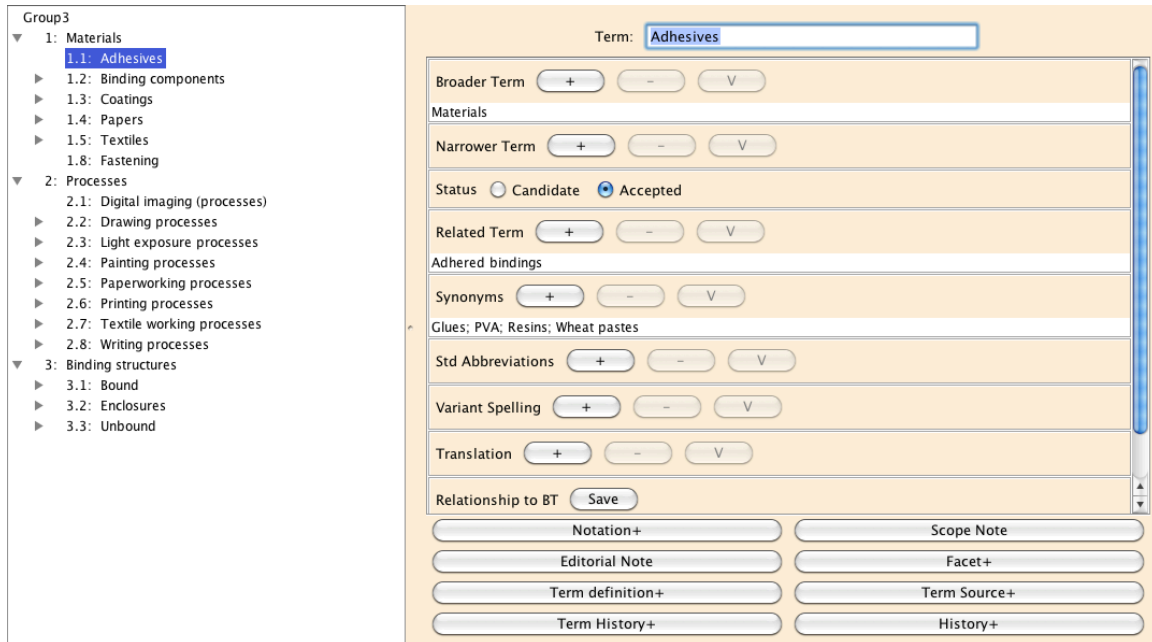 Group3
1: Materials
1.1: Adhesives
1.2: Binding components
1.3: Coatings
1.4: Papers
1.5: Textiles
1.8: Fastening
2: Processes
2.1: Digital imaging (processes)
2.2: Drawing processes
2.3: Light exposure processes
2.4: Painting processes
2.5: Paperworking processes
2.6: Printing processes
2.7: Textile working processes
2.8: Writing processes
3: Binding structures
3.1: Bound
3.2: Enclosures
3.3: Unbound
Term: Adhesives
Broader Term + - V
Materials
Narrower Term + - V
Status Candidate Accepted
Related Term + - V
Adhered bindings
Synonyms + - V
Glues; PVA; Resins; Wheat pastes
Std Abbreviations + - V
Variant Spelling + - V
Translation + - V
Relationship to BT Save
Notation+ Scope Note
Editorial Note Facet+
Term definition+ Term Source+
Term History+ History+